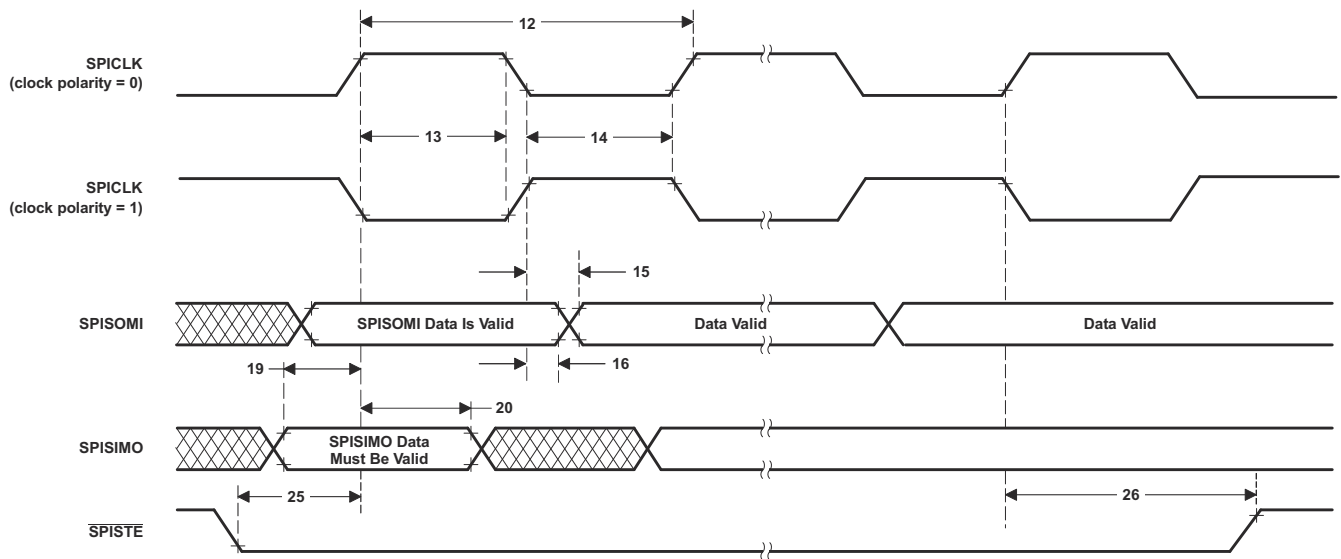 12
SPICLK
(clock polarity = 0)
13
14
SPICLK
(clock polarity = 1)
15
SPISOMI
SPISOMI Data Is Valid
Data Valid
Data Valid
16
19
20
SPISIMO
SPISIMO Data
Must Be Valid
25
26
SPISTE